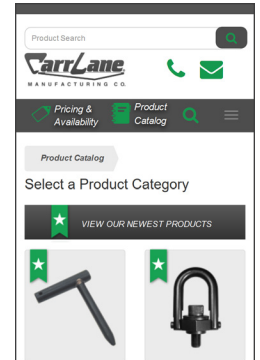 Product Search
CarrLane
MANUFACTURING CO.
Pricing &
Availability
Product
Catalog
Product Catalog
Select a Product Category
VIEW OUR NEWEST PRODUCTS